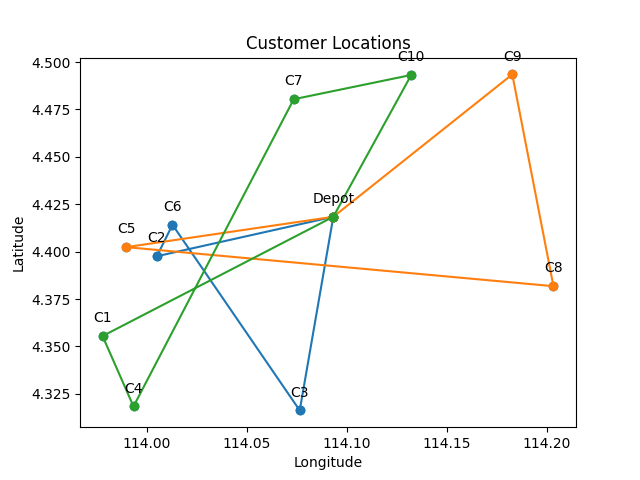 Customer Locations
C10
C9
4.500
C7
4.475
4.450
Depot
4.425
C6
C5
C2
4.400
C8
4.375
C1
4.350
C4
C3
4.325
114.00
114.05
114.10
114.15
114.20
Longitude
Latitude